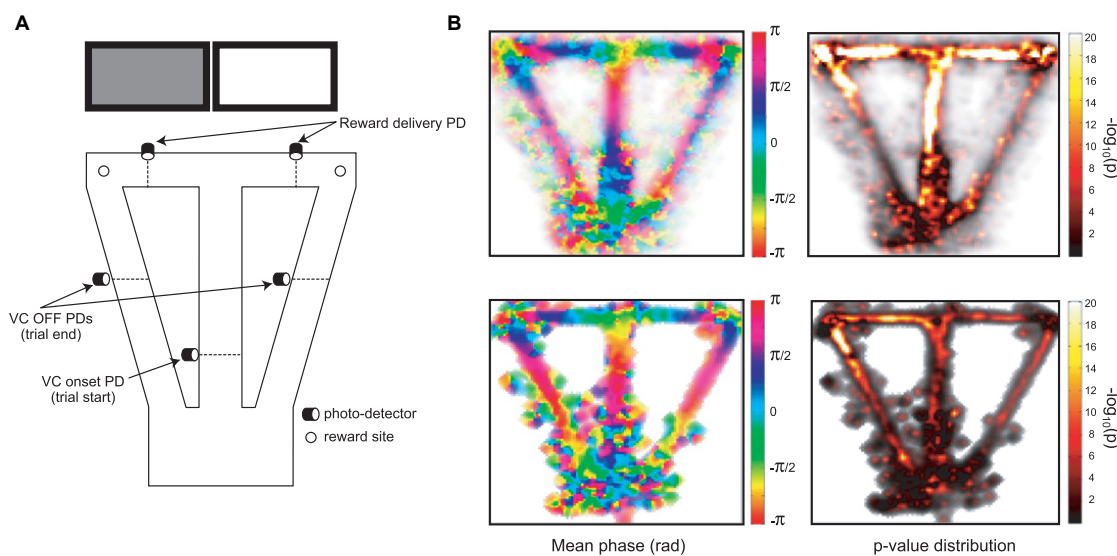 A
B
Reward delivery PD
VC OFF PDs
(trial end)
VC onset PD
(trial start)
photo-detector
reward site
π
π/2
0
-π/2
-π
20
18
16
14
12
10
8
6
4
2
-log₁₀(p)
π
π/2
0
-π/2
-π
20
18
16
14
12
10
8
6
4
2
-log₁₀(p)
Mean phase (rad)
p-value distribution